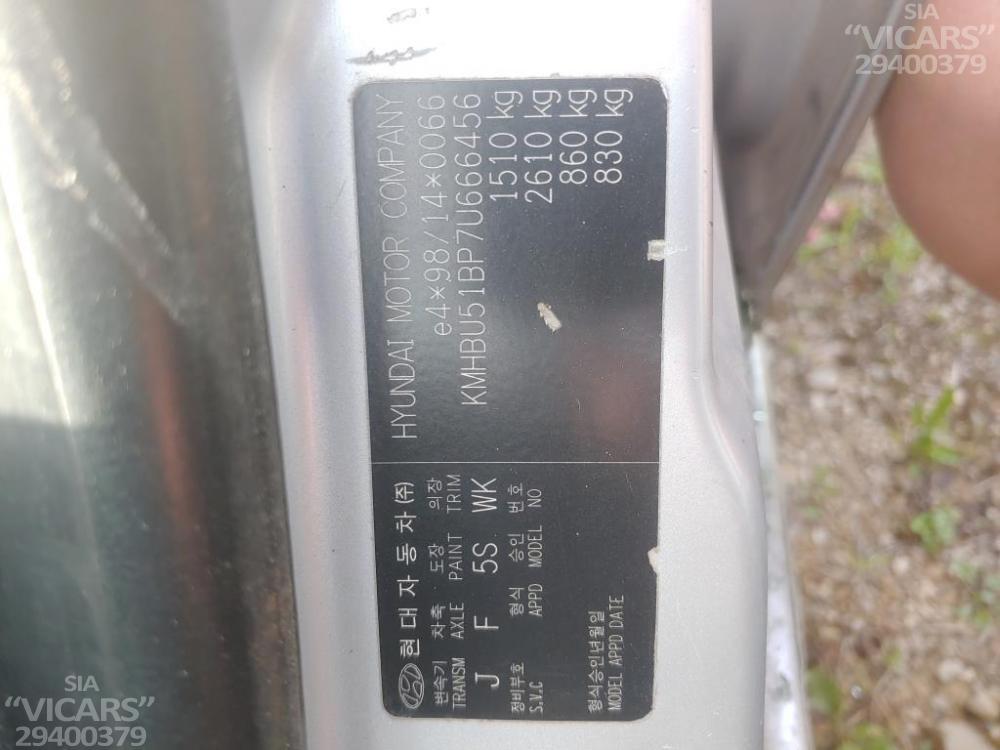 SIA
“VICARS”
29400379
HYUNDAI MOTOR COMPANY
e4*98/14*0066
KMHBU51BP7U666456
1510 kg
2610 kg
860 kg
830 kg
현대자동차(주)
변속기 차축 도장 의장
TRANSM AXLE PAINT TRIM
J F 5S WK
정비부호 형식 승인 번호
S.V.C APPD MODEL NO
형식승인년월일
MODEL APPD DATE
SIA
“VICARS”
29400379